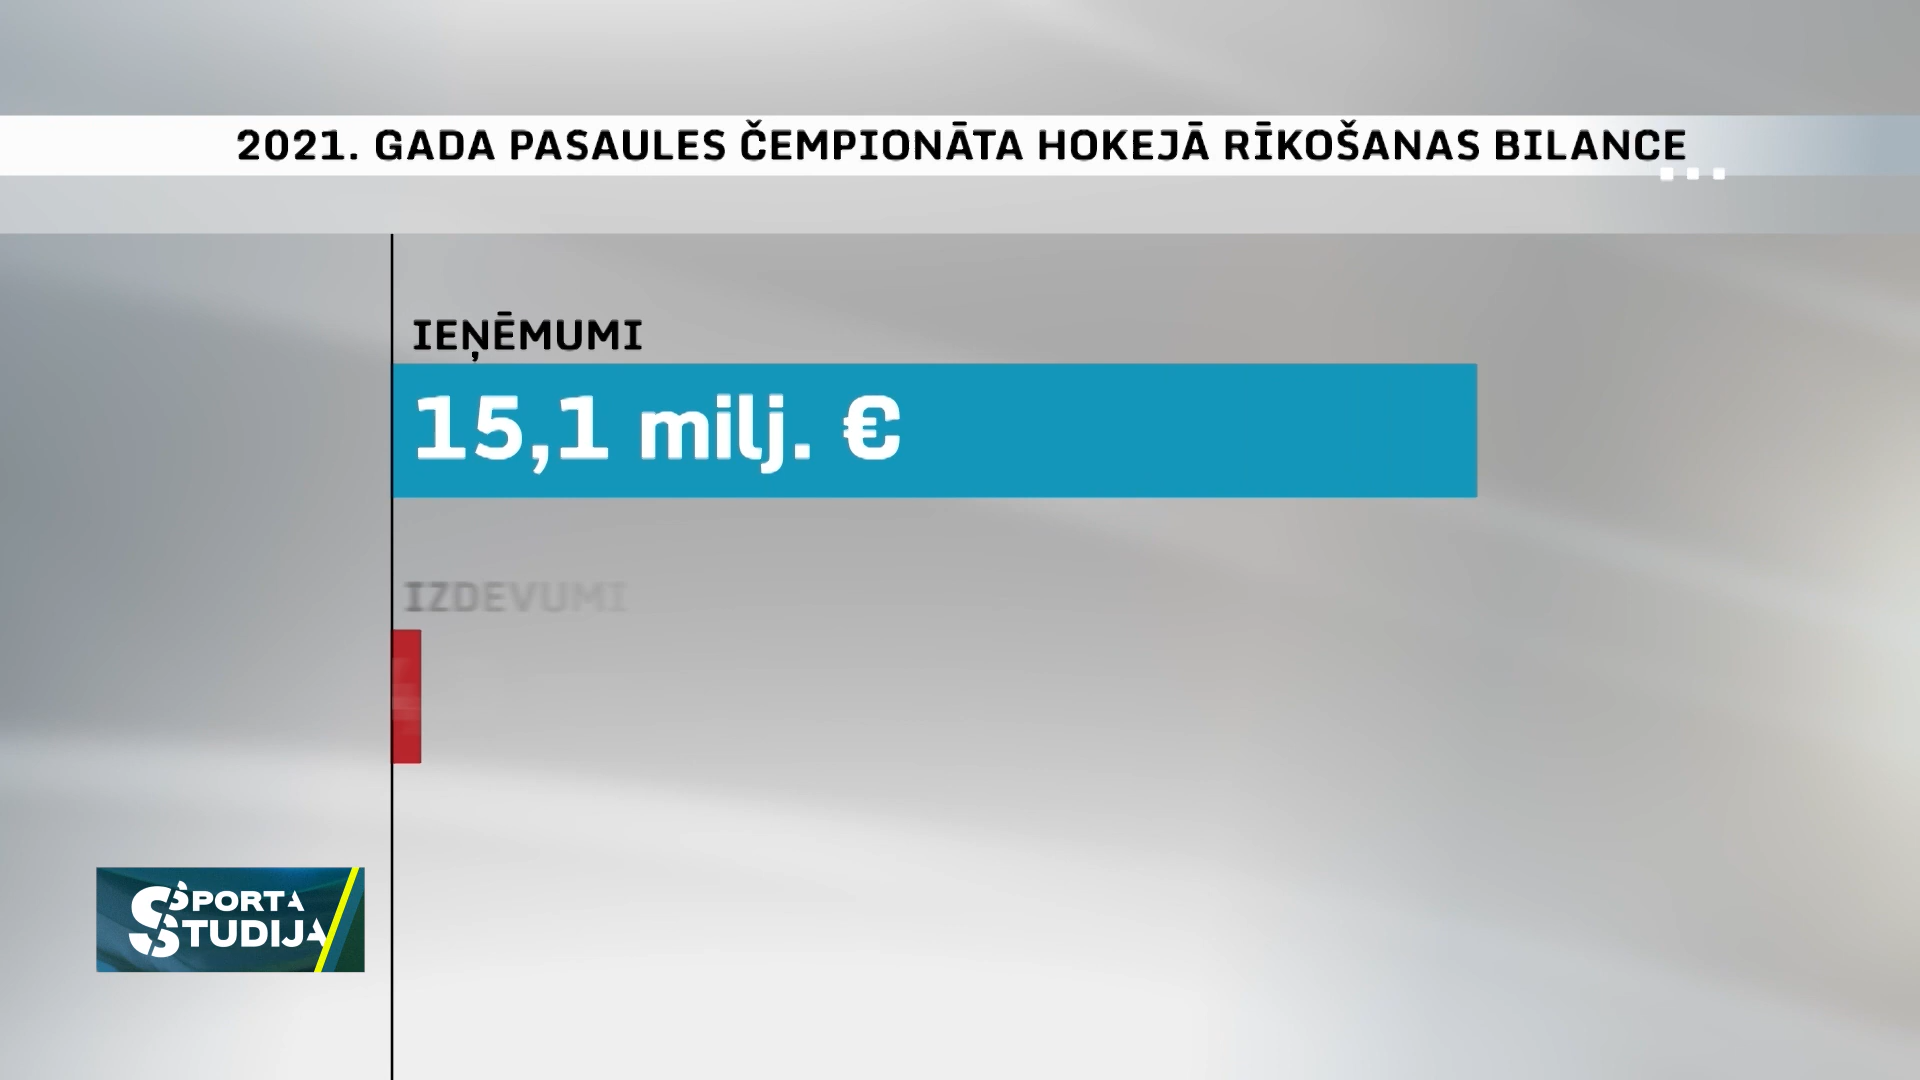 2021. GADA PASAULES ČEMPIONĀTA HOKEJĀ RĪKOŠANAS BILANCE
IEŅĒMUMI
15,1 milj. €
IZDEVUMI
SPORTA
STUDIJA